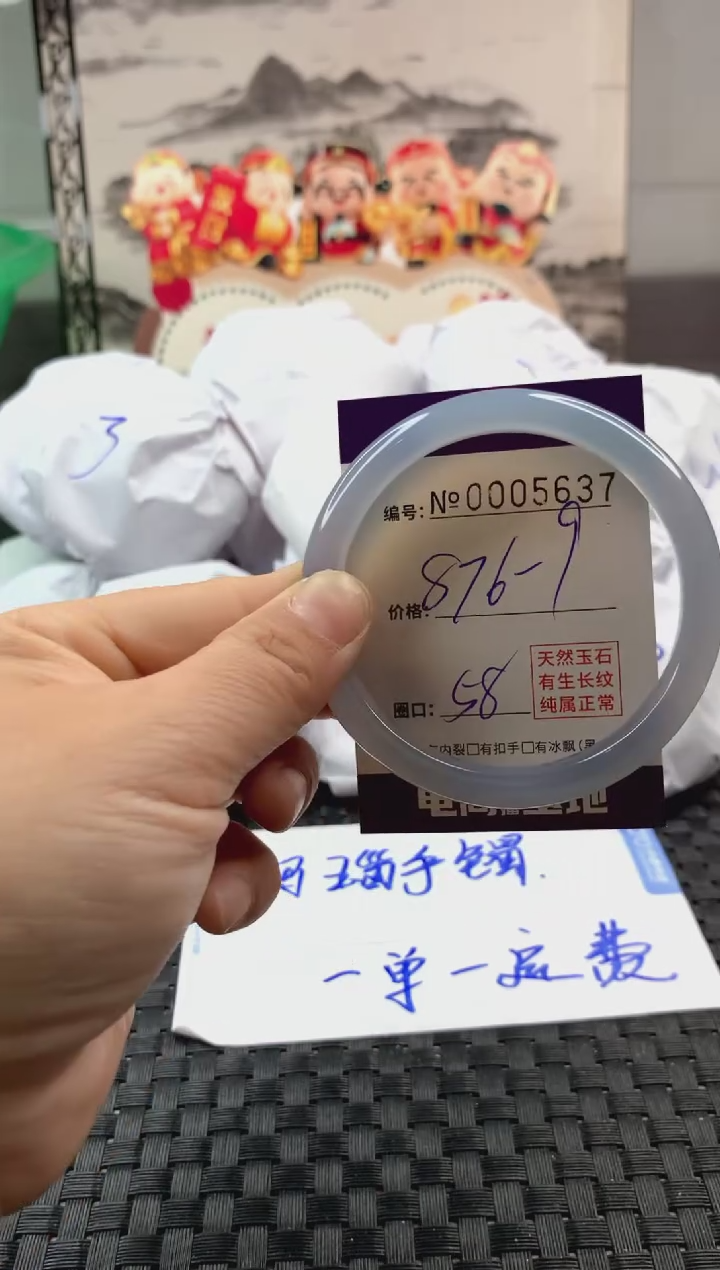 3
编号: №0005637
价格: 876-9
圈口: 58
天然玉石
有生长纹
纯属正常
内裂□有扣手□有冰飘
玛瑙手镯.
一单一运费